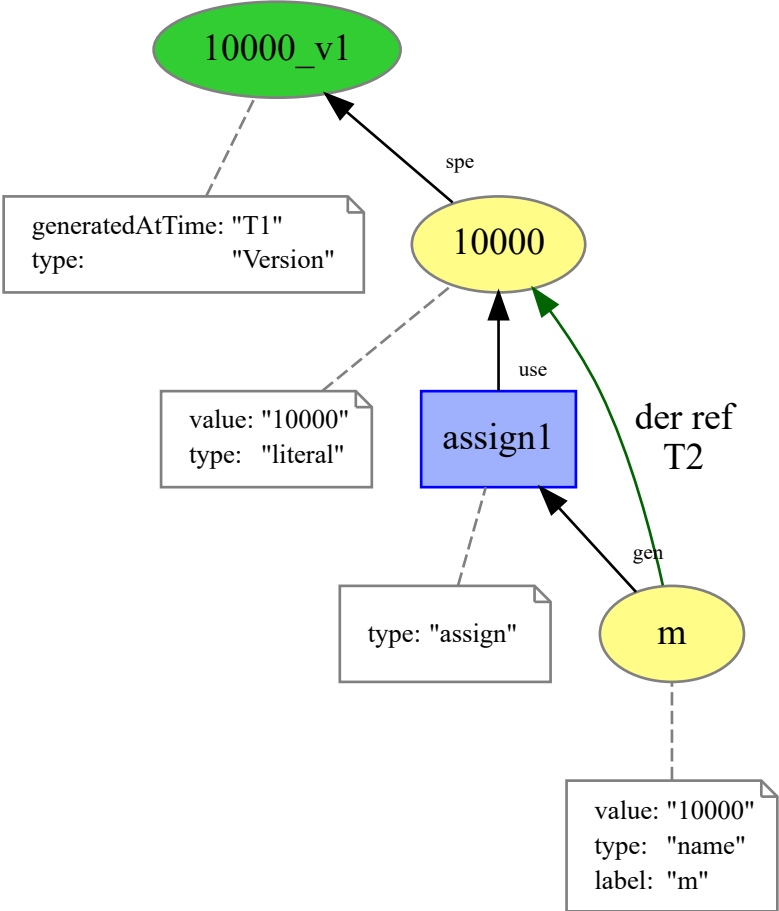 10000_v1
spe
generatedAtTime: "T1"
type: "Version"
10000
use
value: "10000"
type: "literal"
der ref
T2
assign1
gen
type: "assign"
m
value: "10000"
type: "name"
label: "m"